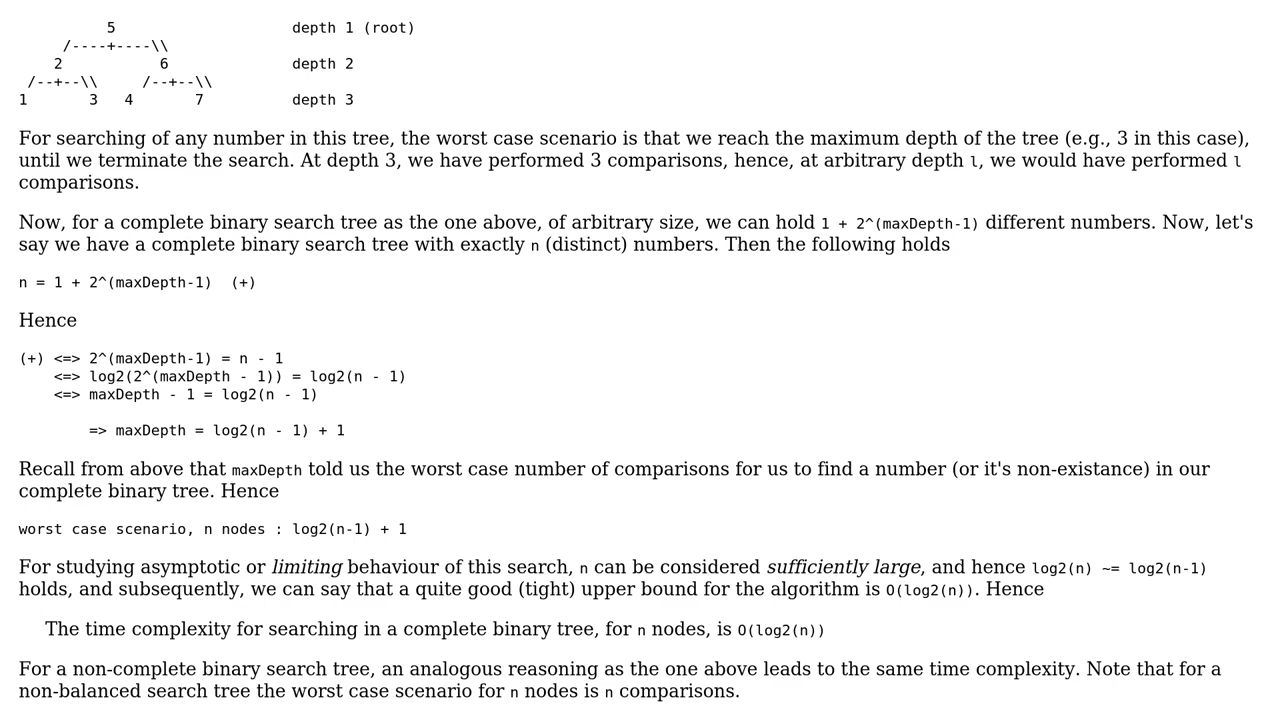 5                    depth 1 (root)
     /----+----\\
    2           6              depth 2
 /--+--\\     /--+--\\
1       3   4       7          depth 3
For searching of any number in this tree, the worst case scenario is that we reach the maximum depth of the tree (e.g., 3 in this case),
until we terminate the search. At depth 3, we have performed 3 comparisons, hence, at arbitrary depth l, we would have performed l
comparisons.
Now, for a complete binary search tree as the one above, of arbitrary size, we can hold 1 + 2^(maxDepth-1) different numbers. Now, let's
say we have a complete binary search tree with exactly n (distinct) numbers. Then the following holds
n = 1 + 2^(maxDepth-1)  (+)
Hence
(+) <=> 2^(maxDepth-1) = n - 1
    <=> log2(2^(maxDepth - 1)) = log2(n - 1)
    <=> maxDepth - 1 = log2(n - 1)
        => maxDepth = log2(n - 1) + 1
Recall from above that maxDepth told us the worst case number of comparisons for us to find a number (or it's non-existance) in our
complete binary tree. Hence
worst case scenario, n nodes : log2(n-1) + 1
For studying asymptotic or limiting behaviour of this search, n can be considered sufficiently large, and hence log2(n) ~= log2(n-1)
holds, and subsequently, we can say that a quite good (tight) upper bound for the algorithm is O(log2(n)). Hence
The time complexity for searching in a complete binary tree, for n nodes, is O(log2(n))
For a non-complete binary search tree, an analogous reasoning as the one above leads to the same time complexity. Note that for a
non-balanced search tree the worst case scenario for n nodes is n comparisons.